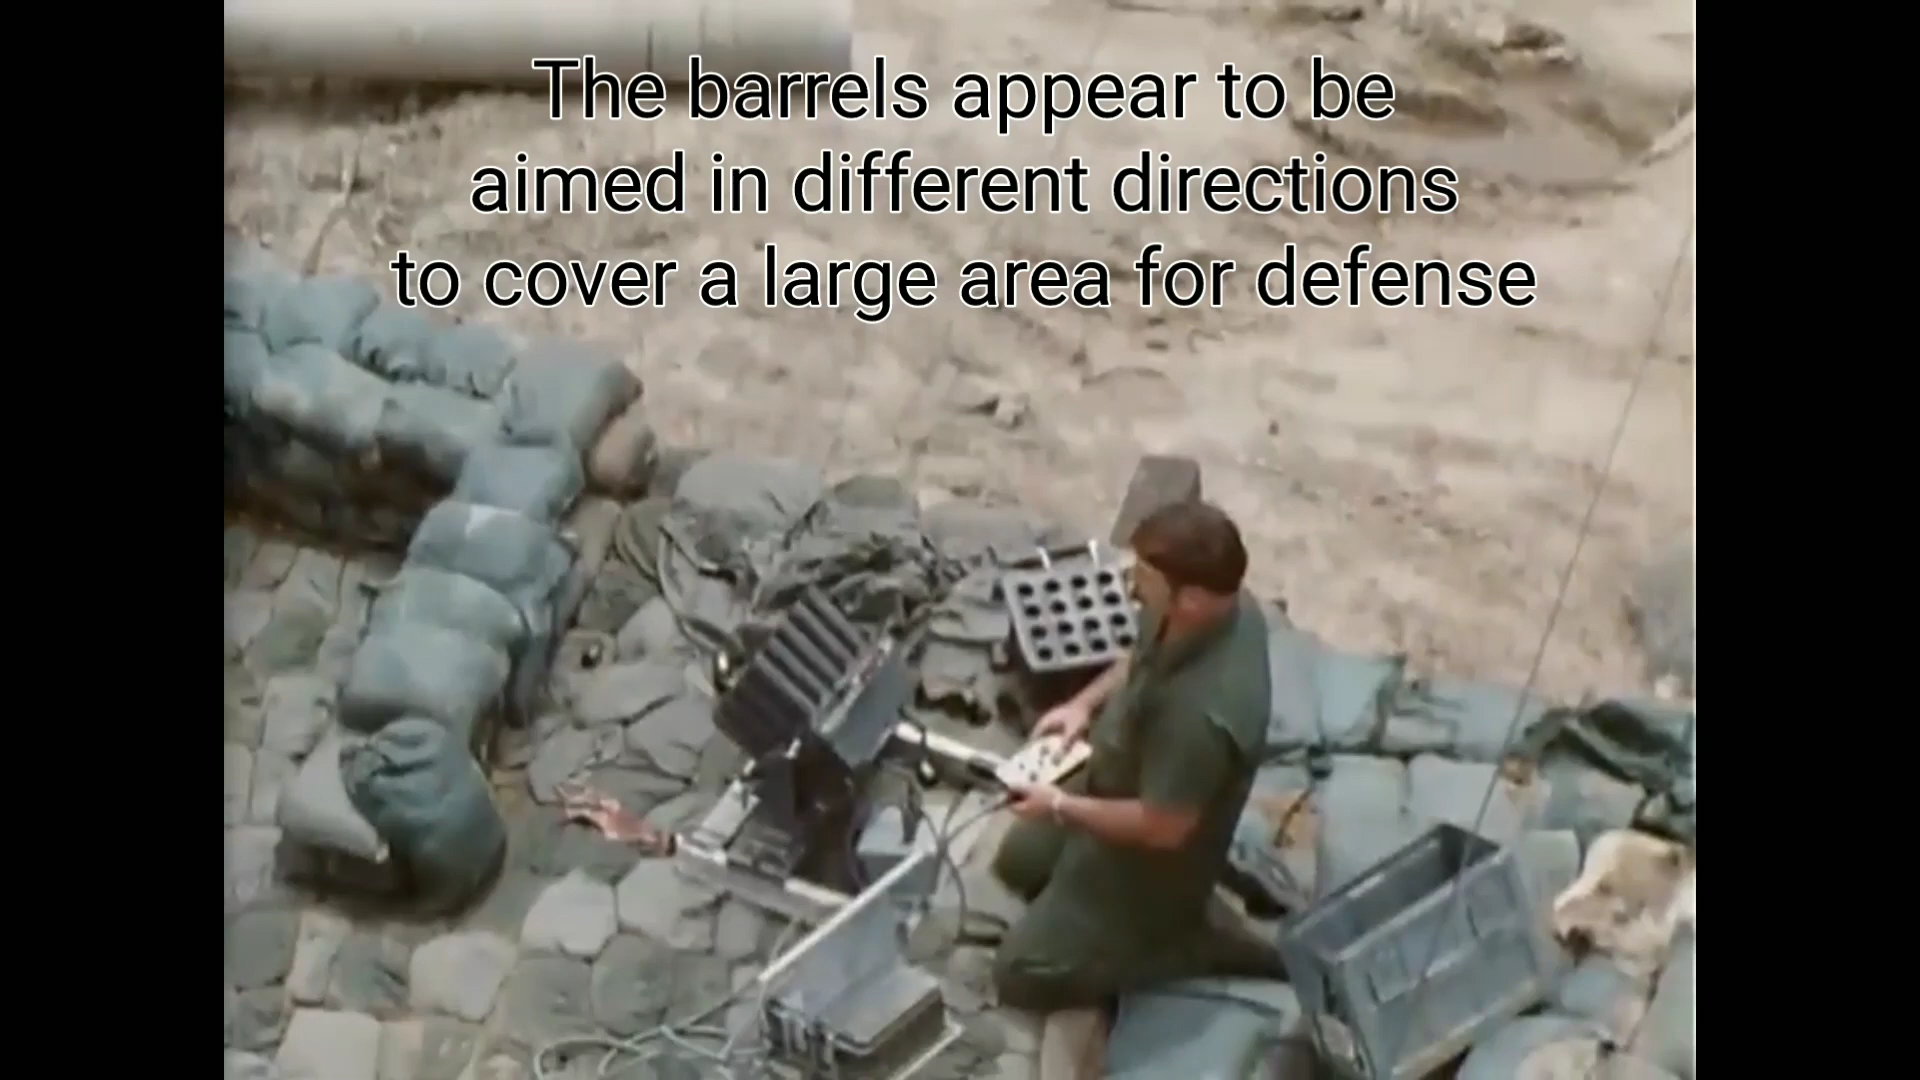 The barrels appear to be
aimed in different directions
to cover a large area for defense